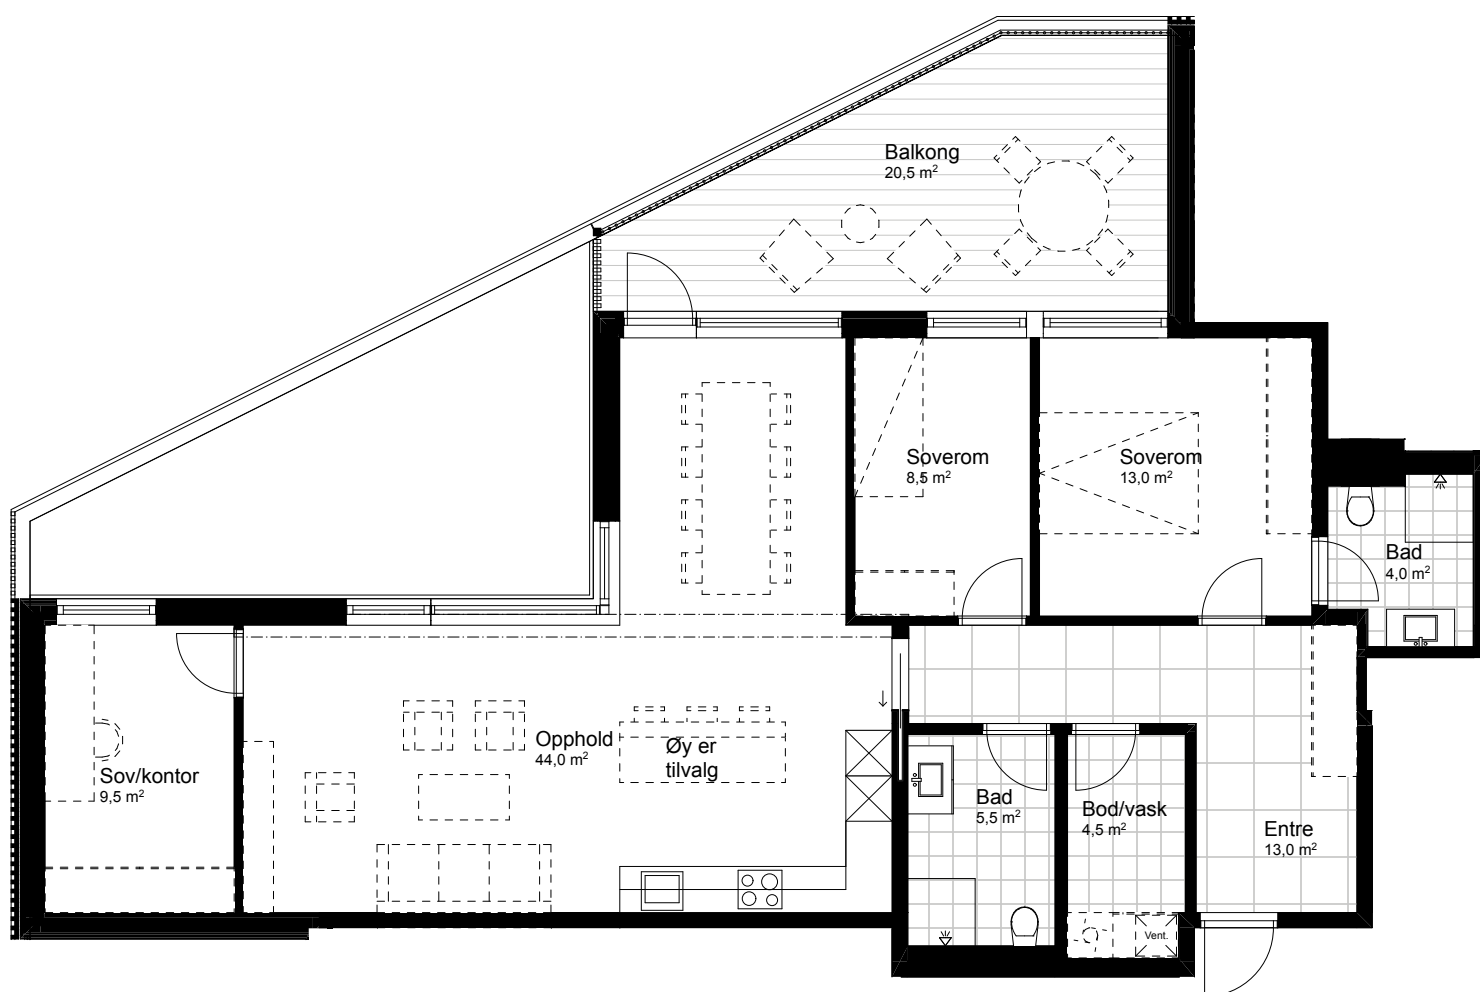 Balkong
20,5 m²
Soverom
8,5 m²
Soverom
13,0 m²
Bad
4,0 m²
Opphold
44,0 m²
Øy er
tilvalg
Sov/kontor
9,5 m²
Bad
5,5 m²
Bod/vask
4,5 m²
Entre
13,0 m²
Vent.